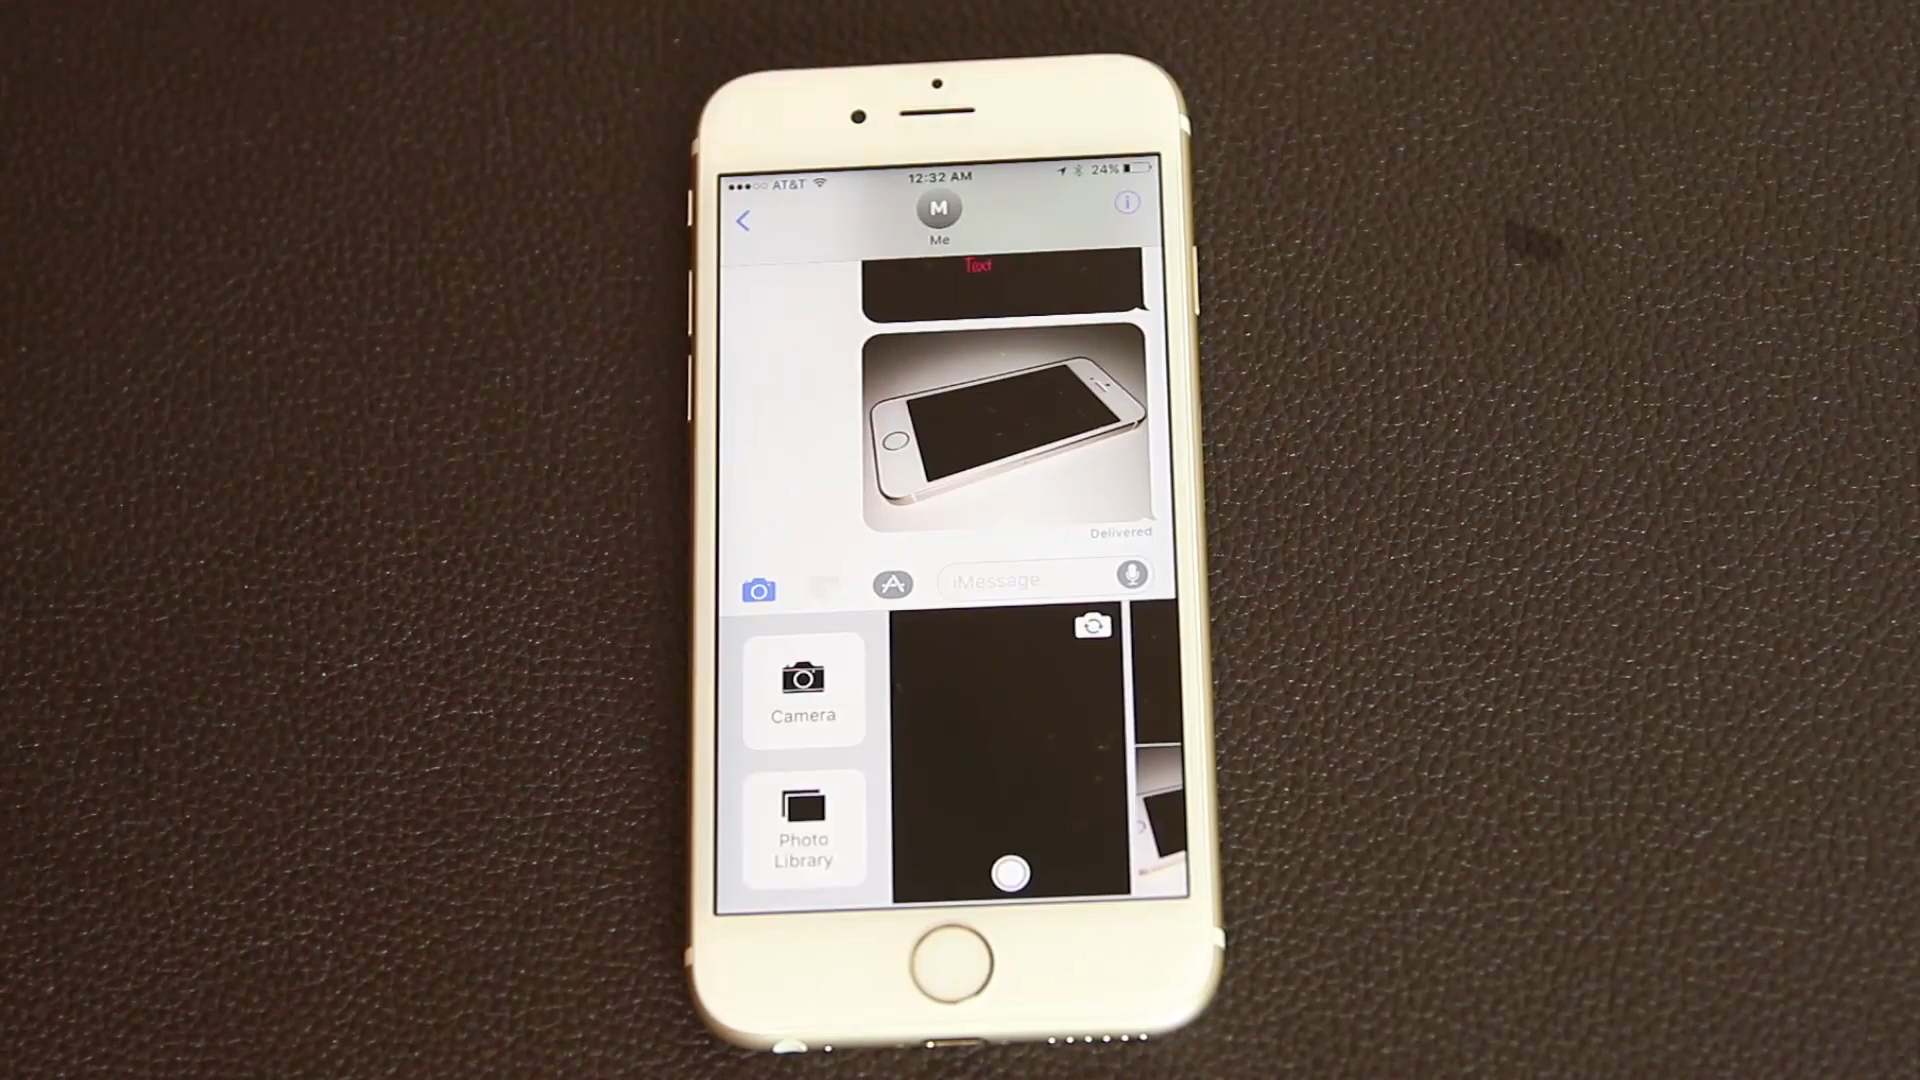 AT&T 12:32 AM 24%
M
Me
Text
Delivered
iMessage
Camera
Photo
Library